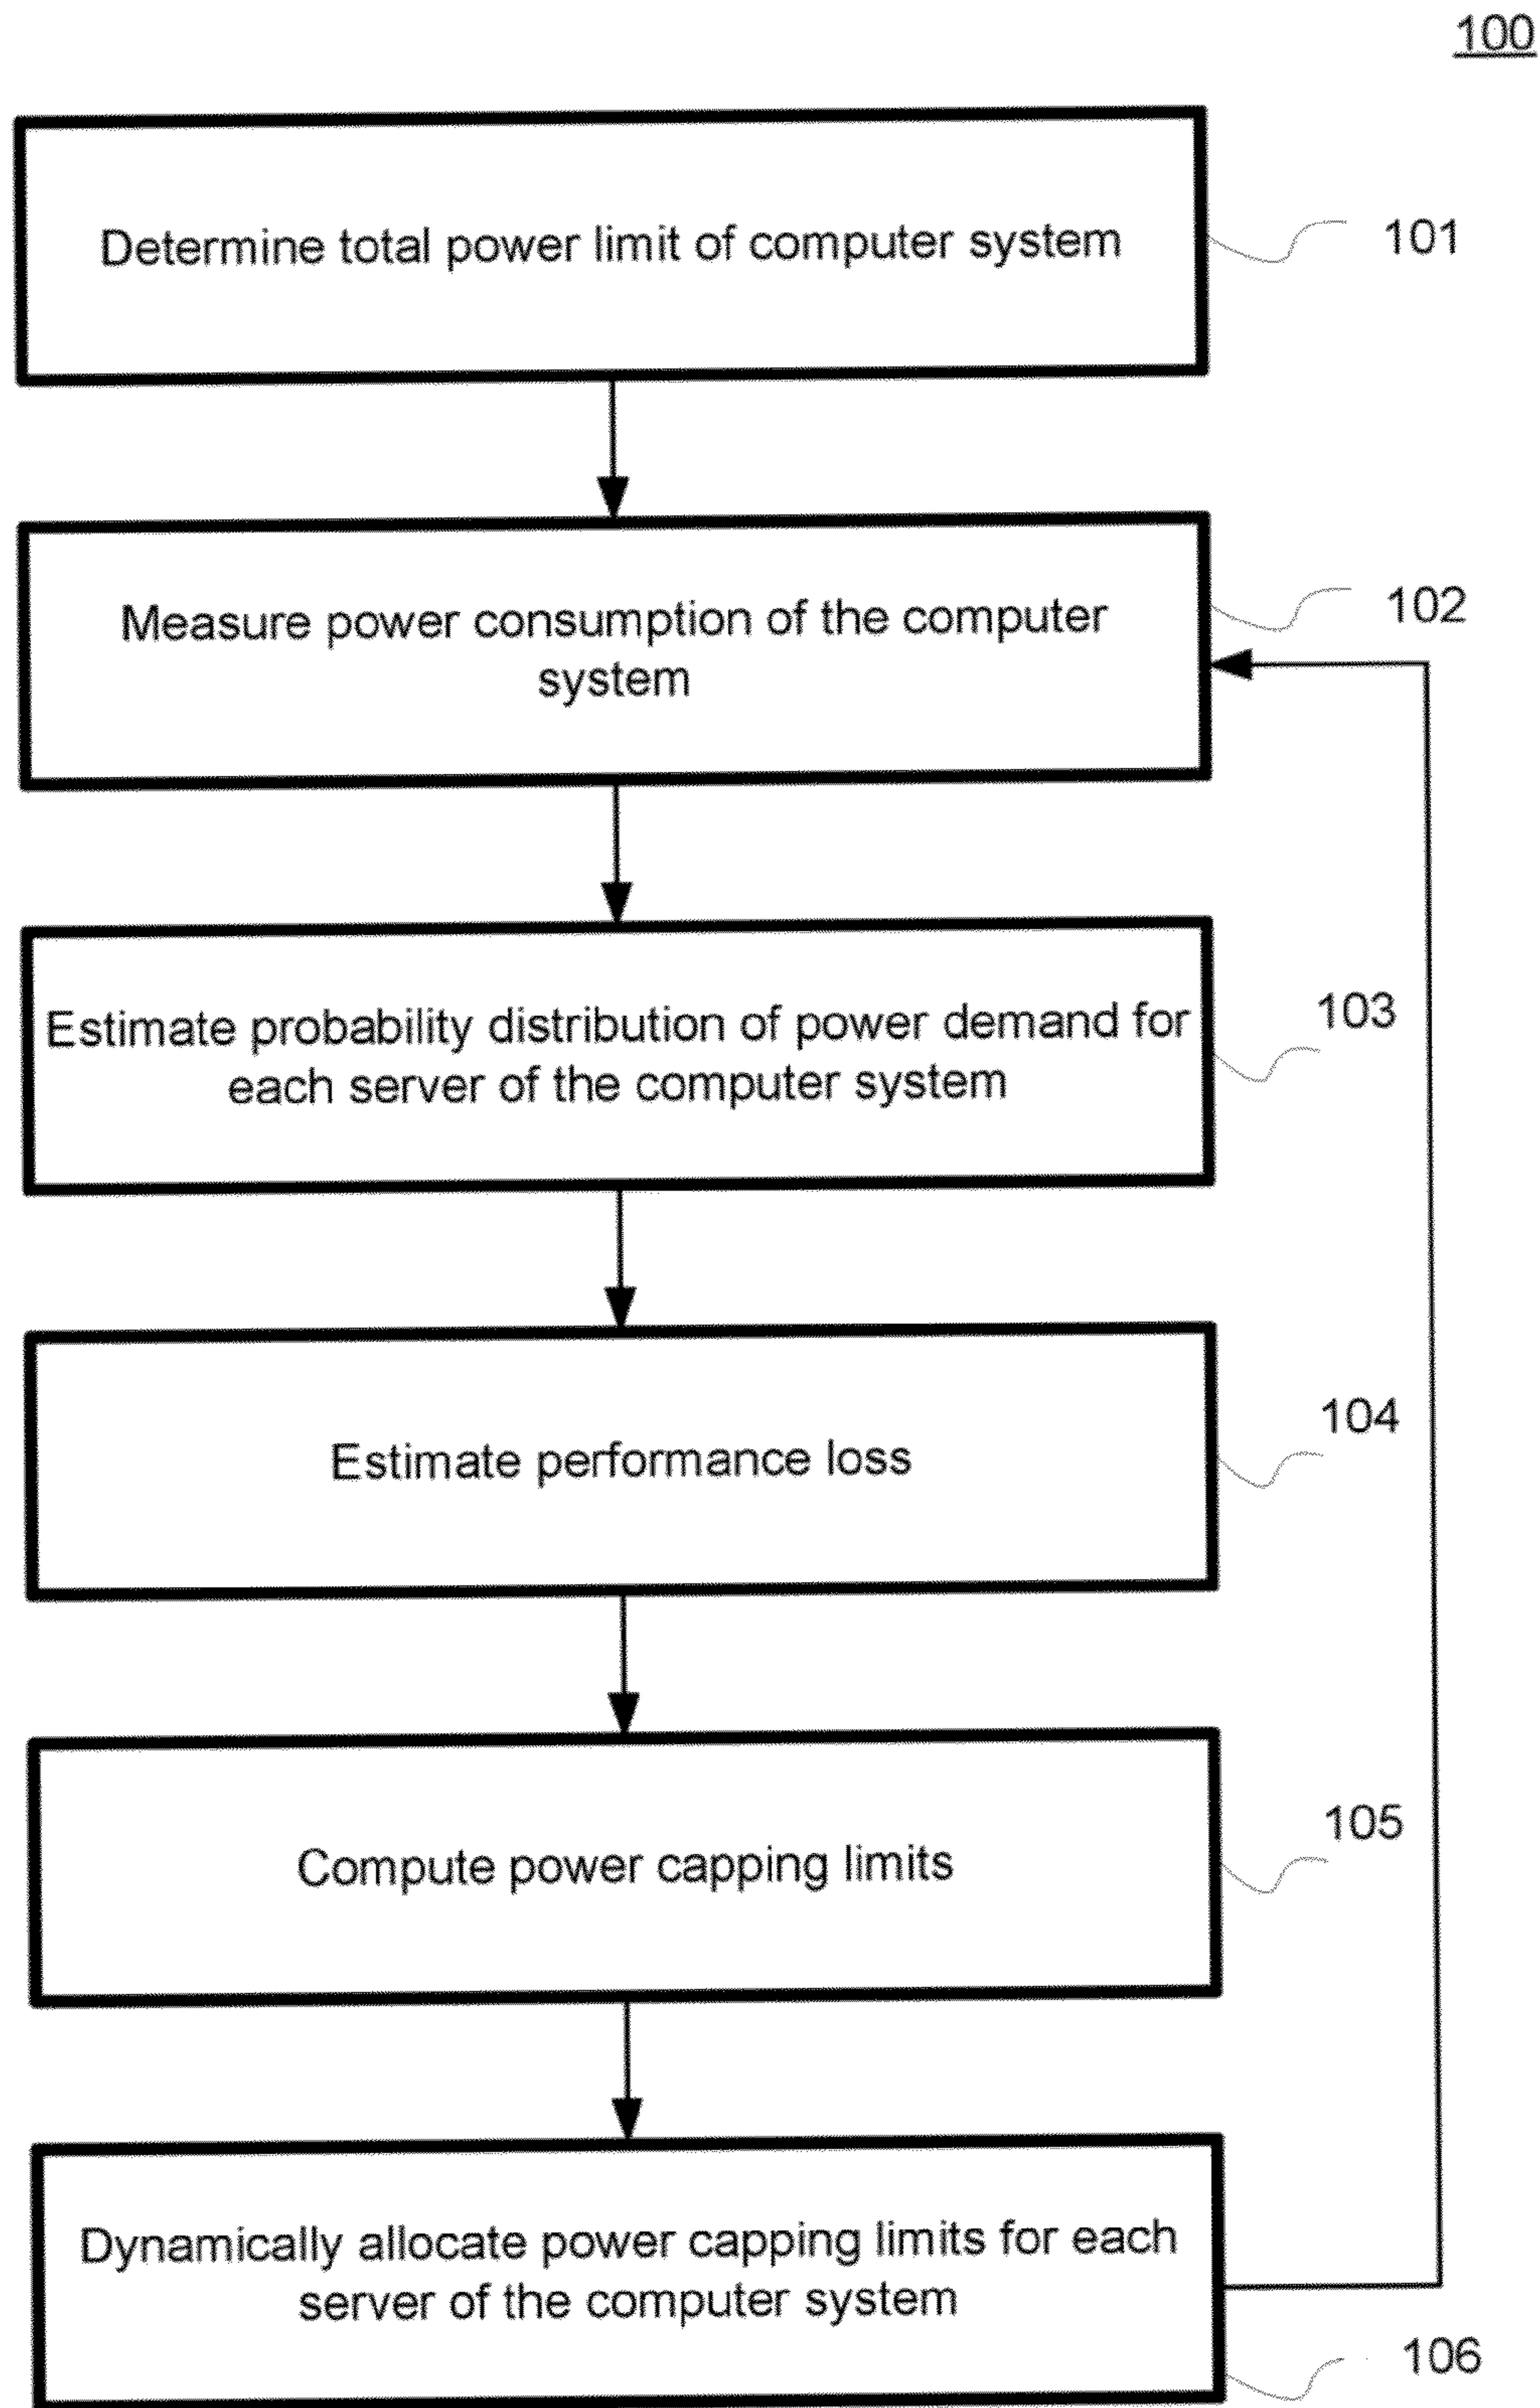 100
Determine total power limit of computer system
101
Measure power consumption of the computer
system
102
Estimate probability distribution of power demand for
each server of the computer system
103
Estimate performance loss
104
Compute power capping limits
105
Dynamically allocate power capping limits for each
server of the computer system
106